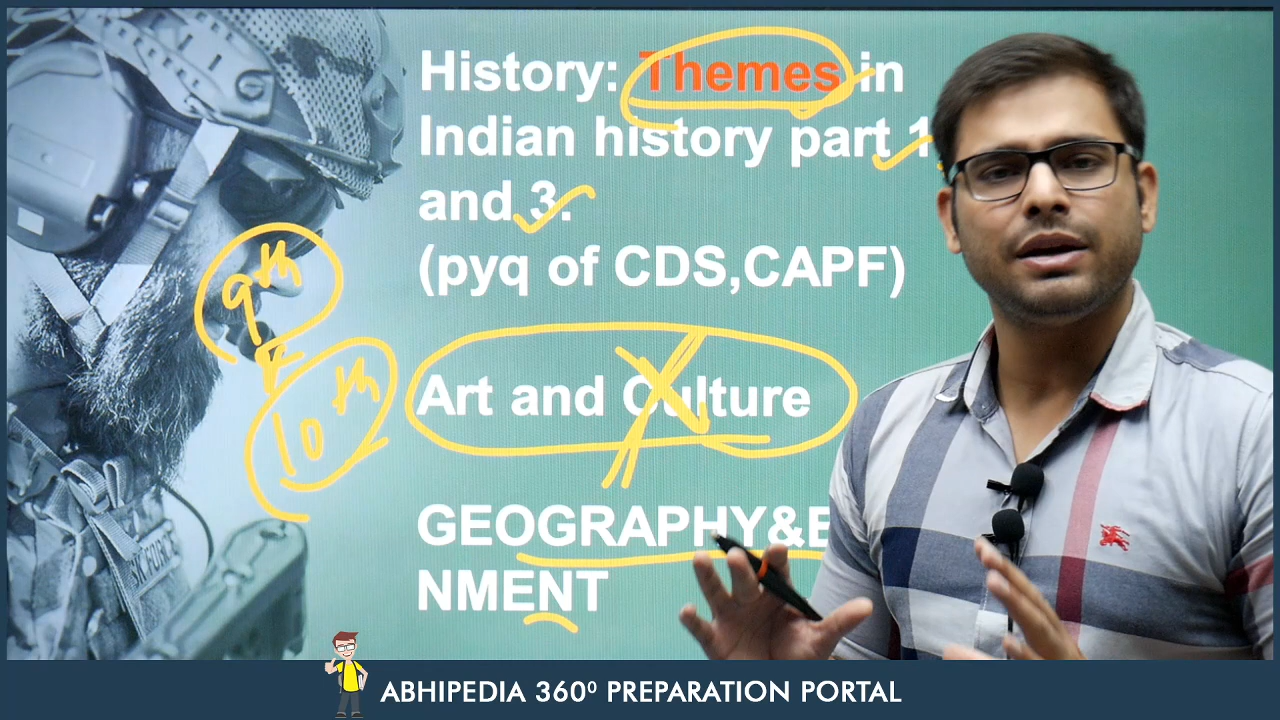 History: Themes in
Indian history part 1,
and 3.
(pyq of CDS,CAPF)
9th
10th
Art and Culture
GEOGRAPHY&E
NMENT
ABHIPEDIA 360⁰ PREPARATION PORTAL